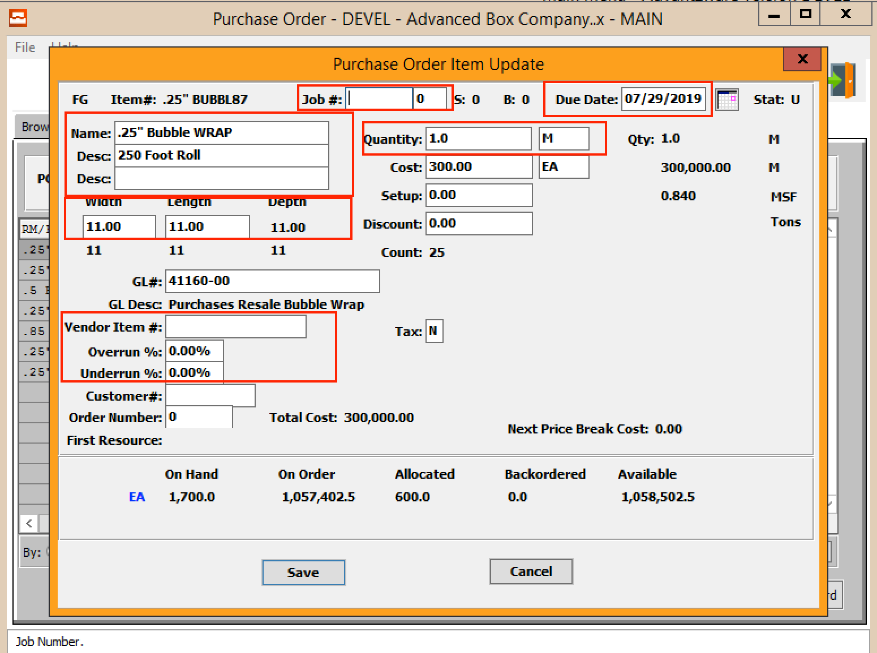 Purchase Order - DEVEL - Advanced Box Company..x - MAIN
File Help
Purchase Order Item Update
FG Item#: .25" BUBBL87 Job #: 0 S: 0 B: 0 Due Date: 07/29/2019 Stat: U
Brow
Name: .25" Bubble WRAP Quantity: 1.0 M Qty: 1.0 M
Desc: 250 Foot Roll Cost: 300.00 EA 300,000.00 M
Desc: Setup: 0.00 0.840 MSF
Width Length Depth
11.00 11.00 11.00 Discount: 0.00 Tons
11 11 11 Count: 25
GL#: 41160-00
GL Desc: Purchases Resale Bubble Wrap
Vendor Item #: Tax: N
Overrun %: 0.00%
Underrun %: 0.00%
Customer#:
Order Number: 0 Total Cost: 300,000.00
Next Price Break Cost: 0.00
First Resource:
On Hand On Order Allocated Backordered Available
EA 1,700.0 1,057,402.5 600.0 0.0 1,058,502.5
By:
Save Cancel
rd
Job Number.